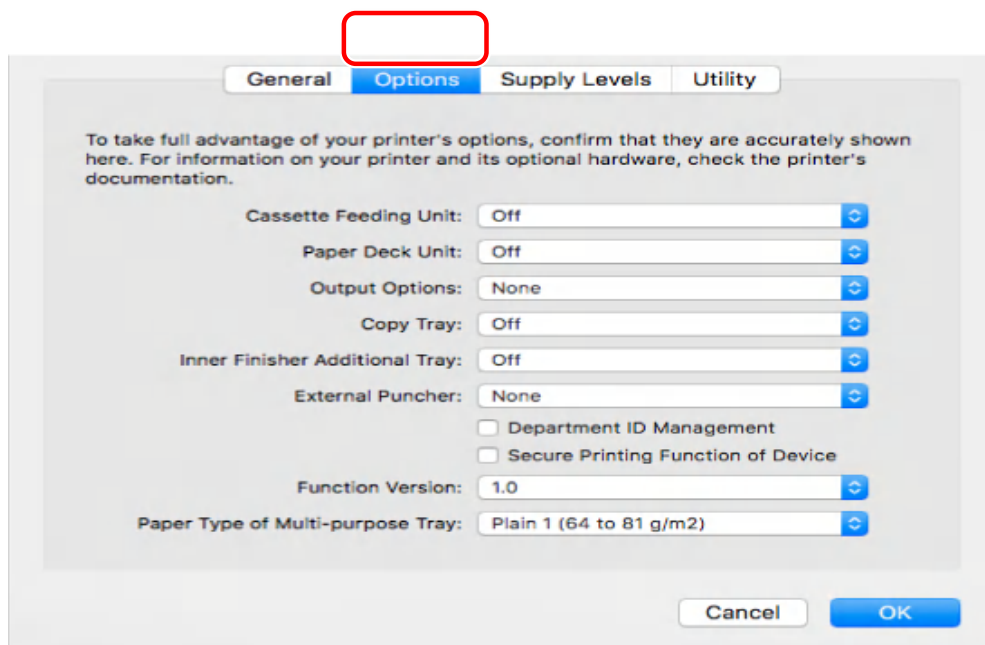 General Options Supply Levels Utility
To take full advantage of your printer's options, confirm that they are accurately shown
here. For information on your printer and its optional hardware, check the printer's
documentation.
Cassette Feeding Unit: Off
Paper Deck Unit: Off
Output Options: None
Copy Tray: Off
Inner Finisher Additional Tray: Off
External Puncher: None
Department ID Management
Secure Printing Function of Device
Function Version: 1.0
Paper Type of Multi-purpose Tray: Plain 1 (64 to 81 g/m2)
Cancel OK